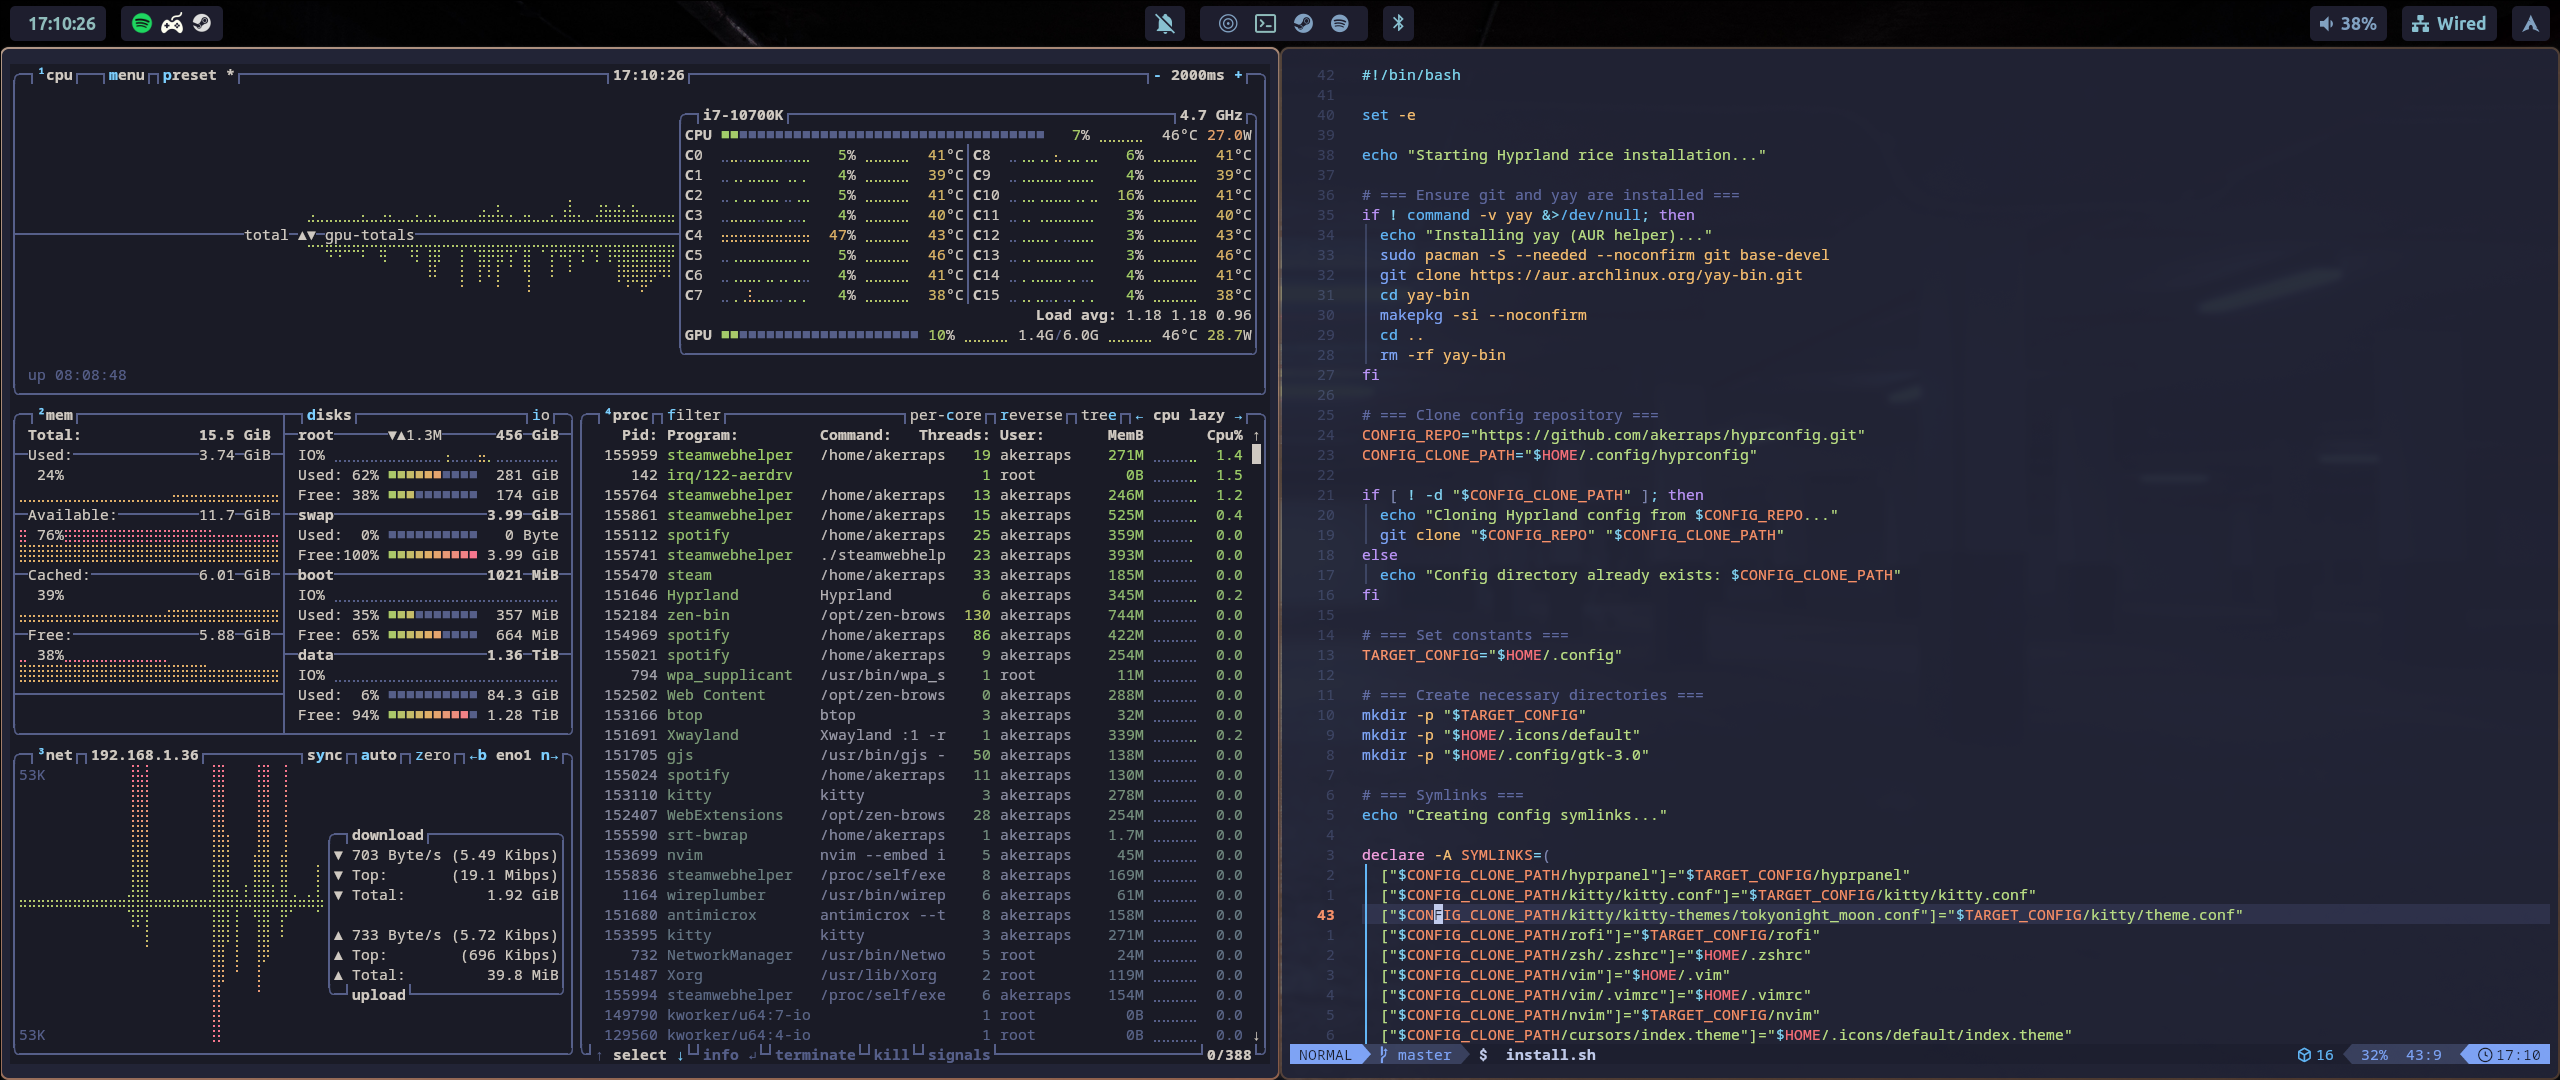 17:10:26
38%
Wired
¹cpu menu preset * 17:10:26 - 2000ms +
i7-10700K 4.7 GHz
CPU 7% 46°C 27.0W
C0 5% 41°C C8 6% 41°C
C1 4% 39°C C9 4% 39°C
C2 5% 41°C C10 16% 41°C
C3 4% 40°C C11 3% 40°C
total ▲▼ gpu-totals C4 47% 43°C C12 3% 43°C
C5 5% 46°C C13 3% 46°C
C6 4% 41°C C14 4% 41°C
C7 4% 38°C C15 4% 38°C
Load avg: 1.18 1.18 0.96
GPU 10% 1.4G/6.0G 46°C 28.7W
up 08:08:48
²mem
Total: 15.5 GiB
Used: 3.74 GiB
24%
Available: 11.7 GiB
76%
Cached: 6.01 GiB
39%
Free: 5.88 GiB
38%
disks io
root ▼▲1.3M 456 GiB
IO%
Used: 62% 281 GiB
Free: 38% 174 GiB
swap 3.99 GiB
Used: 0% 0 Byte
Free:100% 3.99 GiB
boot 1021 MiB
IO%
Used: 35% 357 MiB
Free: 65% 664 MiB
data 1.36 TiB
IO%
Used: 6% 84.3 GiB
Free: 94% 1.28 TiB
³net 192.168.1.36 sync auto zero ←b eno1 n→
53K
download
▼ 703 Byte/s (5.49 Kibps)
▼ Top: (19.1 Mibps)
▼ Total: 1.92 GiB
▲ 733 Byte/s (5.72 Kibps)
▲ Top: (696 Kibps)
▲ Total: 39.8 MiB
upload
53K
⁴proc filter per-core reverse tree ← cpu lazy →
Pid: Program: Command: Threads: User: MemB Cpu% ↑
155959 steamwebhelper /home/akerraps 19 akerraps 271M 1.4
142 irq/122-aerdrv 1 root 0B 1.5
155764 steamwebhelper /home/akerraps 13 akerraps 246M 1.2
155861 steamwebhelper /home/akerraps 15 akerraps 525M 0.4
155112 spotify /home/akerraps 25 akerraps 359M 0.0
155741 steamwebhelper ./steamwebhelp 23 akerraps 393M 0.0
155470 steam /home/akerraps 33 akerraps 185M 0.0
151646 Hyprland Hyprland 6 akerraps 345M 0.2
152184 zen-bin /opt/zen-brows 130 akerraps 744M 0.0
154969 spotify /home/akerraps 86 akerraps 422M 0.0
155021 spotify /home/akerraps 9 akerraps 254M 0.0
794 wpa_supplicant /usr/bin/wpa_s 1 root 11M 0.0
152502 Web Content /opt/zen-brows 0 akerraps 288M 0.0
153166 btop btop 3 akerraps 32M 0.0
151691 Xwayland Xwayland :1 -r 1 akerraps 339M 0.2
151705 gjs /usr/bin/gjs - 50 akerraps 138M 0.0
155024 spotify /home/akerraps 11 akerraps 130M 0.0
153110 kitty kitty 3 akerraps 278M 0.0
152407 WebExtensions /opt/zen-brows 28 akerraps 254M 0.0
155590 srt-bwrap /home/akerraps 1 akerraps 1.7M 0.0
153699 nvim nvim --embed i 5 akerraps 45M 0.0
155836 steamwebhelper /proc/self/exe 8 akerraps 169M 0.0
1164 wireplumber /usr/bin/wirep 6 akerraps 61M 0.0
151680 antimicrox antimicrox --t 8 akerraps 158M 0.0
153595 kitty kitty 3 akerraps 271M 0.0
732 NetworkManager /usr/bin/Netwo 5 root 24M 0.0
151487 Xorg /usr/lib/Xorg 2 root 119M 0.0
155994 steamwebhelper /proc/self/exe 6 akerraps 154M 0.0
149790 kworker/u64:7-io 1 root 0B 0.0
129560 kworker/u64:4-io 1 root 0B 0.0 ↓
↑ select ↓ info ↲ terminate kill signals 0/388
42 #!/bin/bash
41
40 set -e
39
38 echo "Starting Hyprland rice installation..."
37
36 # === Ensure git and yay are installed ===
35 if ! command -v yay &>/dev/null; then
34 echo "Installing yay (AUR helper)..."
33 sudo pacman -S --needed --noconfirm git base-devel
32 git clone https://aur.archlinux.org/yay-bin.git
31 cd yay-bin
30 makepkg -si --noconfirm
29 cd ..
28 rm -rf yay-bin
27 fi
26
25 # === Clone config repository ===
24 CONFIG_REPO="https://github.com/akerraps/hyprconfig.git"
23 CONFIG_CLONE_PATH="$HOME/.config/hyprconfig"
22
21 if [ ! -d "$CONFIG_CLONE_PATH" ]; then
20 echo "Cloning Hyprland config from $CONFIG_REPO..."
19 git clone "$CONFIG_REPO" "$CONFIG_CLONE_PATH"
18 else
17 echo "Config directory already exists: $CONFIG_CLONE_PATH"
16 fi
15
14 # === Set constants ===
13 TARGET_CONFIG="$HOME/.config"
12
11 # === Create necessary directories ===
10 mkdir -p "$TARGET_CONFIG"
9 mkdir -p "$HOME/.icons/default"
8 mkdir -p "$HOME/.config/gtk-3.0"
7
6 # === Symlinks ===
5 echo "Creating config symlinks..."
4
3 declare -A SYMLINKS=(
2 ["$CONFIG_CLONE_PATH/hyprpanel"]="$TARGET_CONFIG/hyprpanel"
1 ["$CONFIG_CLONE_PATH/kitty/kitty.conf"]="$TARGET_CONFIG/kitty/kitty.conf"
43 ["$CONFIG_CLONE_PATH/kitty/kitty-themes/tokyonight_moon.conf"]="$TARGET_CONFIG/kitty/theme.conf"
1 ["$CONFIG_CLONE_PATH/rofi"]="$TARGET_CONFIG/rofi"
2 ["$CONFIG_CLONE_PATH/zsh/.zshrc"]="$HOME/.zshrc"
3 ["$CONFIG_CLONE_PATH/vim"]="$HOME/.vim"
4 ["$CONFIG_CLONE_PATH/vim/.vimrc"]="$HOME/.vimrc"
5 ["$CONFIG_CLONE_PATH/nvim"]="$TARGET_CONFIG/nvim"
6 ["$CONFIG_CLONE_PATH/cursors/index.theme"]="$HOME/.icons/default/index.theme"
NORMAL master $ install.sh 16 32% 43:9 17:10